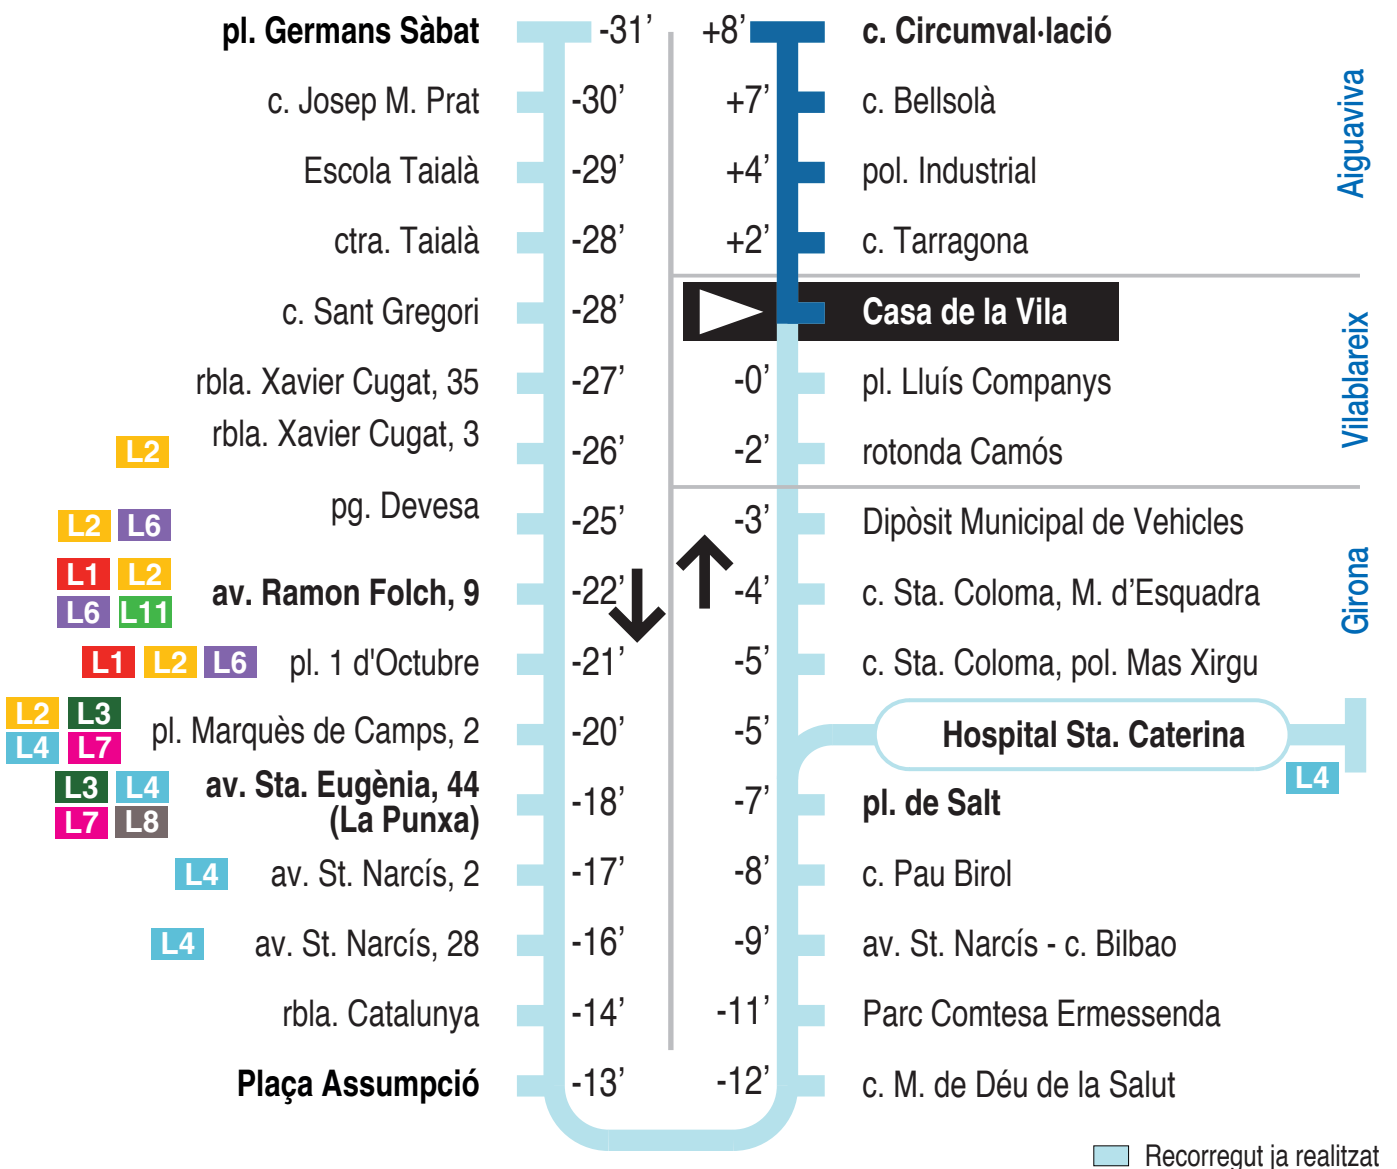 pl. Germans Sàbat -31’
c. Josep M. Prat -30’
Escola Taialà -29’
ctra. Taialà -28’
c. Sant Gregori -28’
rbla. Xavier Cugat, 35 -27’
rbla. Xavier Cugat, 3
L2 -26’
pg. Devesa
L2 L6 -25’
L1 L2
L6 L11
av. Ramon Folch, 9 -22’
L1 L2 L6 pl. 1 d'Octubre -21’
L2 L3
L4 L7
pl. Marquès de Camps, 2 -20’
L3 L4
L7 L8
av. Sta. Eugènia, 44
(La Punxa) -18’
L4 av. St. Narcís, 2 -17’
L4 av. St. Narcís, 28 -16’
rbla. Catalunya -14’
Plaça Assumpció -13’
+8’ c. Circumval·lació
+7’ c. Bellsolà
+4’ pol. Industrial
+2’ c. Tarragona
Aiguaviva
Casa de la Vila
-0’ pl. Lluís Companys
-2’ rotonda Camós
Vilablareix
-3’ Dipòsit Municipal de Vehicles
-4’ c. Sta. Coloma, M. d’Esquadra
-5’ c. Sta. Coloma, pol. Mas Xirgu
Girona
-5’ Hospital Sta. Caterina
L4
-7’ pl. de Salt
-8’ c. Pau Birol
-9’ av. St. Narcís - c. Bilbao
-11’ Parc Comtesa Ermessenda
-12’ c. M. de Déu de la Salut
Recorregut ja realitzat